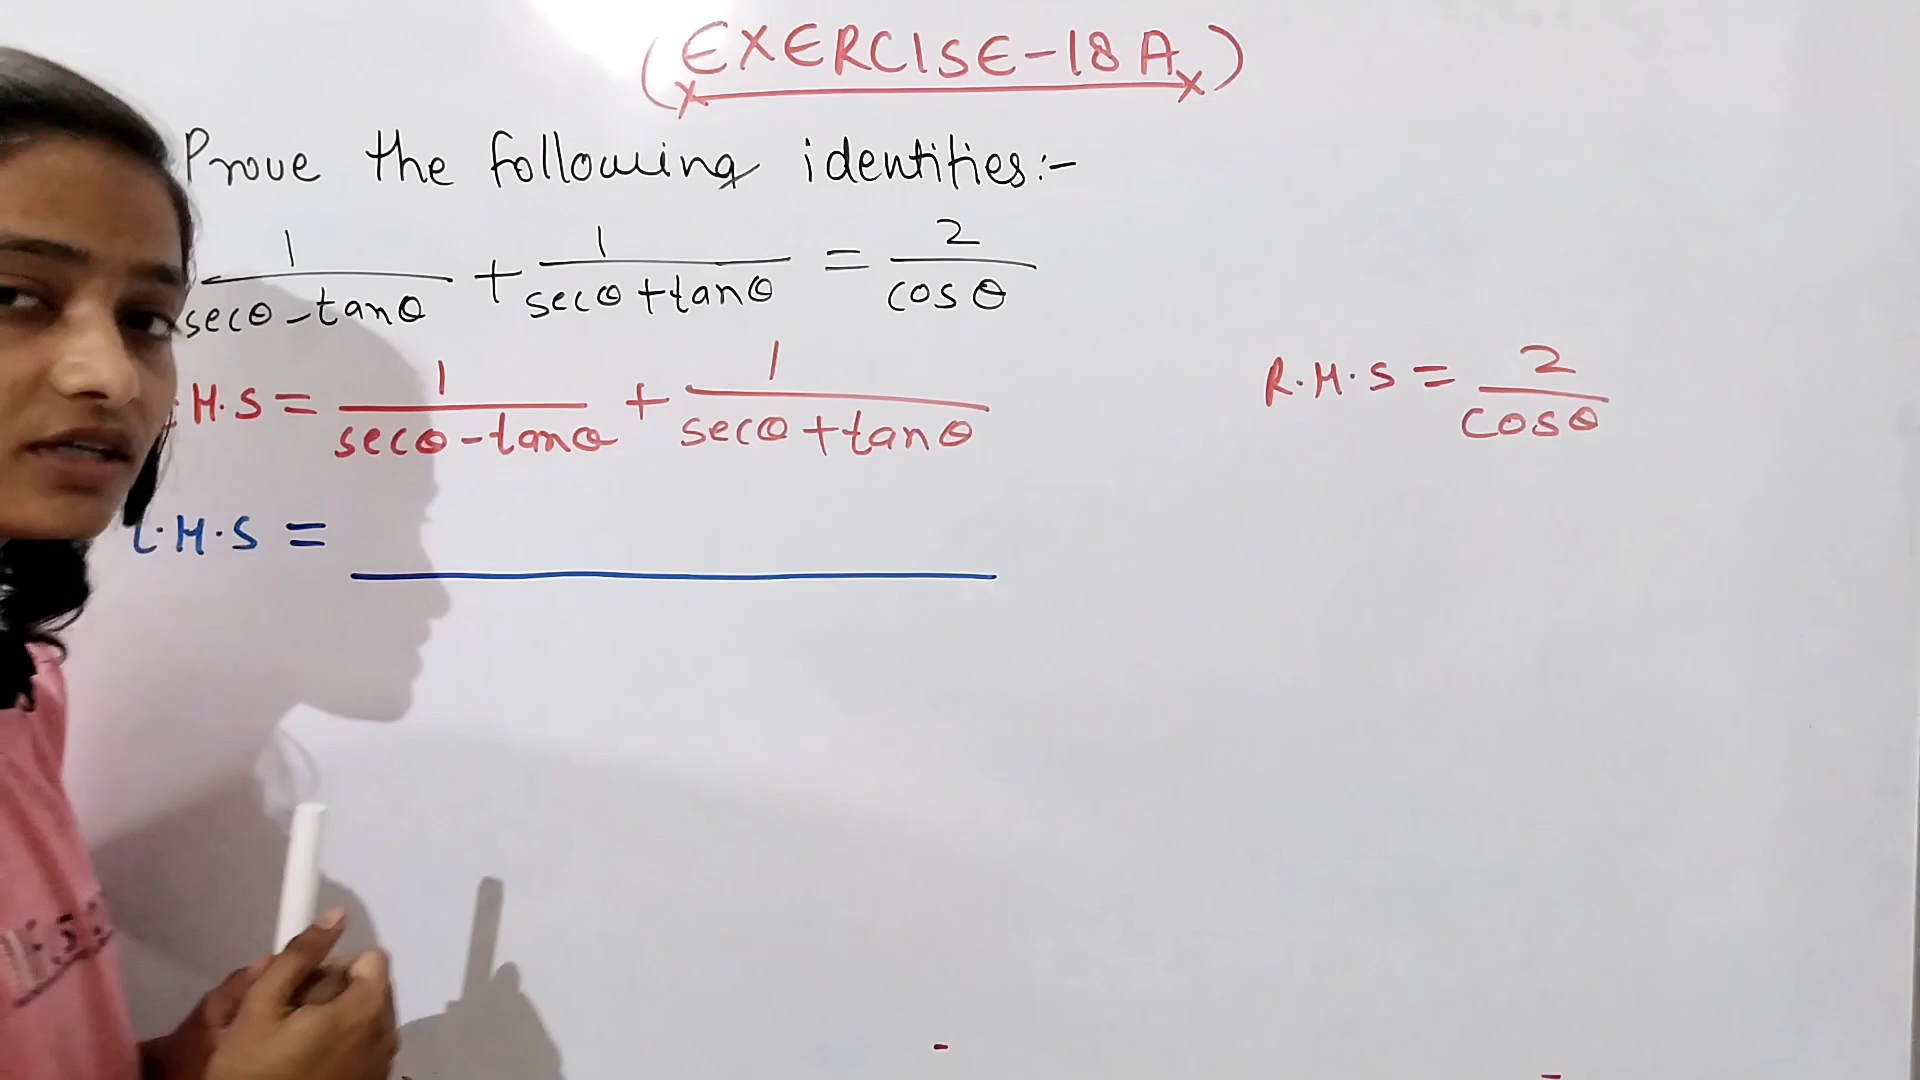 (EXERCISE-18A)
Prove the following identities:-
1/(secθ-tanθ) + 1/(secθ+tanθ) = 2/cosθ
H.S = 1/(secθ-tanθ) + 1/(secθ+tanθ)
R.H.S = 2/cosθ
L.H.S =